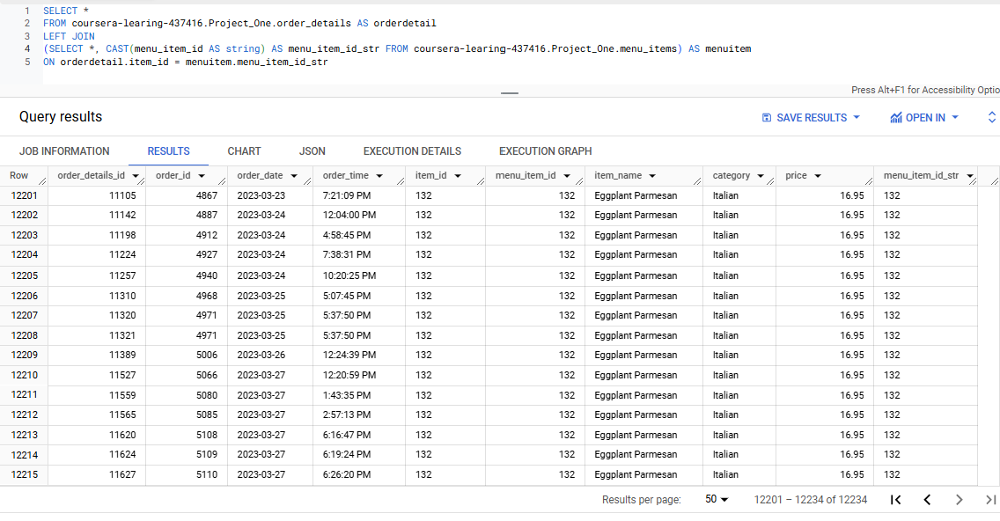 1 SELECT *
2 FROM coursera-learing-437416.Project_One.order_details AS orderdetail
3 LEFT JOIN
4 (SELECT *, CAST(menu_item_id AS string) AS menu_item_id_str FROM coursera-learing-437416.Project_One.menu_items) AS menuitem
5 ON orderdetail.item_id = menuitem.menu_item_id_str
Press Alt+F1 for Accessibility Optio
Query results SAVE RESULTS OPEN IN
JOB INFORMATION RESULTS CHART JSON EXECUTION DETAILS EXECUTION GRAPH
Row order_details_id order_id order_date order_time item_id menu_item_id item_name category price menu_item_id_str
12201 11105 4867 2023-03-23 7:21:09 PM 132 132 Eggplant Parmesan Italian 16.95 132
12202 11142 4887 2023-03-24 12:04:00 PM 132 132 Eggplant Parmesan Italian 16.95 132
12203 11198 4912 2023-03-24 4:58:45 PM 132 132 Eggplant Parmesan Italian 16.95 132
12204 11224 4927 2023-03-24 7:38:31 PM 132 132 Eggplant Parmesan Italian 16.95 132
12205 11257 4940 2023-03-24 10:20:25 PM 132 132 Eggplant Parmesan Italian 16.95 132
12206 11310 4968 2023-03-25 5:07:45 PM 132 132 Eggplant Parmesan Italian 16.95 132
12207 11320 4971 2023-03-25 5:37:50 PM 132 132 Eggplant Parmesan Italian 16.95 132
12208 11321 4971 2023-03-25 5:37:50 PM 132 132 Eggplant Parmesan Italian 16.95 132
12209 11389 5006 2023-03-26 12:24:39 PM 132 132 Eggplant Parmesan Italian 16.95 132
12210 11527 5066 2023-03-27 12:20:59 PM 132 132 Eggplant Parmesan Italian 16.95 132
12211 11559 5080 2023-03-27 1:43:35 PM 132 132 Eggplant Parmesan Italian 16.95 132
12212 11565 5085 2023-03-27 2:57:13 PM 132 132 Eggplant Parmesan Italian 16.95 132
12213 11620 5108 2023-03-27 6:16:47 PM 132 132 Eggplant Parmesan Italian 16.95 132
12214 11624 5109 2023-03-27 6:19:24 PM 132 132 Eggplant Parmesan Italian 16.95 132
12215 11627 5110 2023-03-27 6:26:20 PM 132 132 Eggplant Parmesan Italian 16.95 132
Results per page: 50 12201 – 12234 of 12234